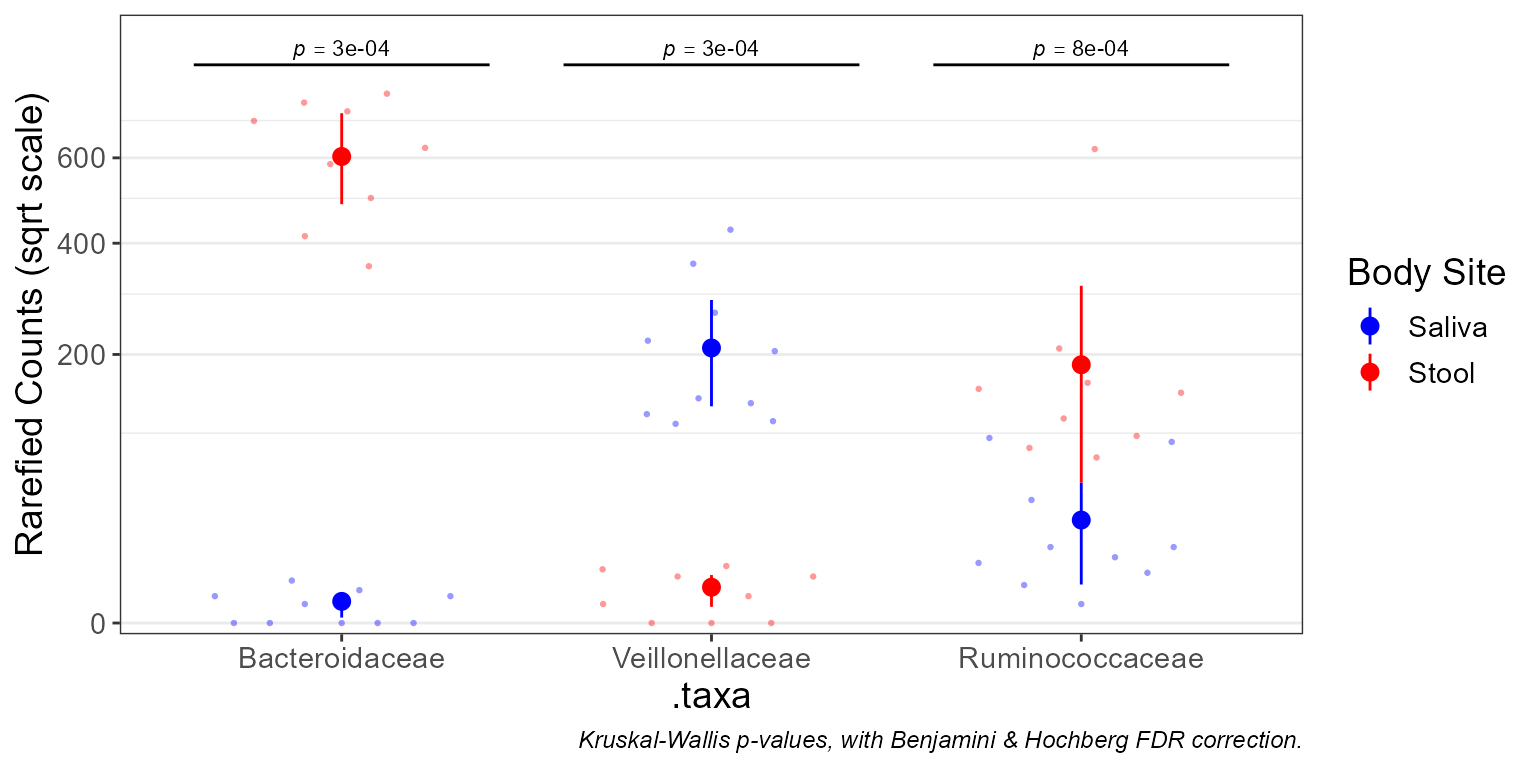 p = 3e-04
p = 3e-04
p = 8e-04
Rarefied Counts (sqrt scale)
600
400
200
0
Bacteroidaceae
Veillonellaceae
Ruminococcaceae
.taxa
Body Site
Saliva
Stool
Kruskal-Wallis p-values, with Benjamini & Hochberg FDR correction.